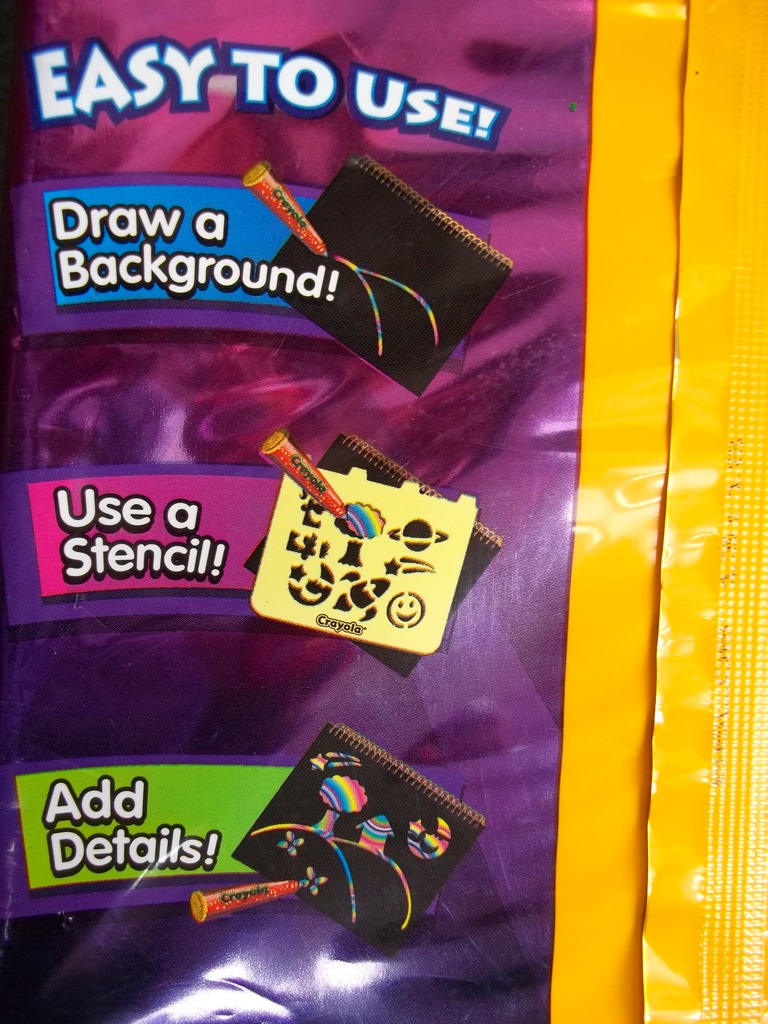 EASY TO USE!
Crayola
Draw a
Background!
Crayola
Use a
Stencil!
Crayola
Add
Details!
Crayola